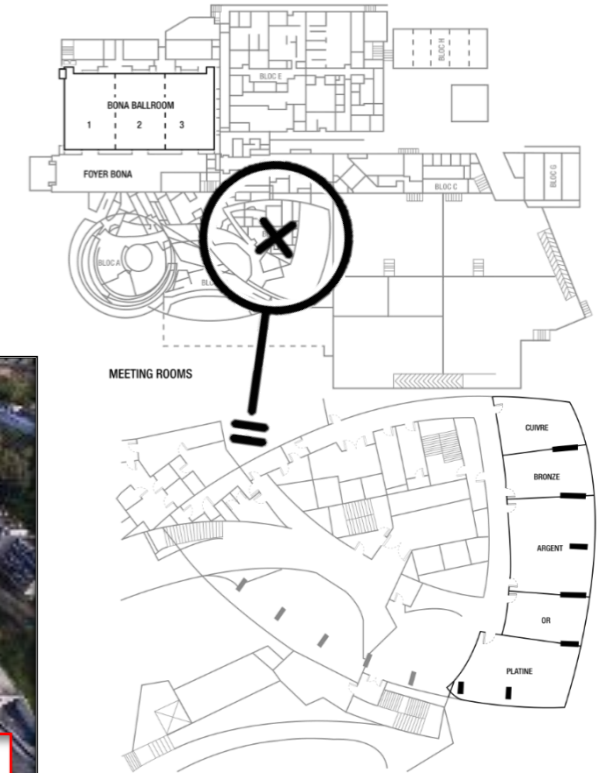 BLOC H
BLOC E
BONA BALLROOM
1 2 3
FOYER BONA
BLOC C
BLOC G
BLOC A
MEETING ROOMS
CUIVRE
BRONZE
ARGENT
OR
PLATINE